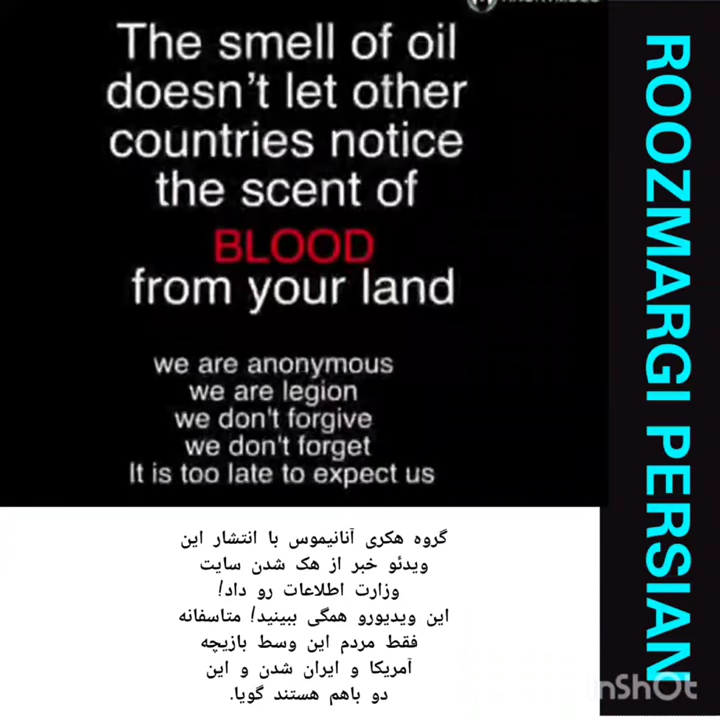 The smell of oil
doesn't let other
countries notice
the scent of
BLOOD
from your land
we are anonymous
we are legion
we don't forgive
we don't forget
It is too late to expect us
گروه هکری آنانیموس با انتشار این
ویدئو خبر از هک شدن سایت
وزارت اطلاعات رو داد!
این ویدیورو همگی ببینید! متاسفانه
فقط مردم این وسط بازیچه
آمریکا و ایران شدن و این
دو باهم هستند گویا.
ROOZMARGI PERSIAN
InShOt